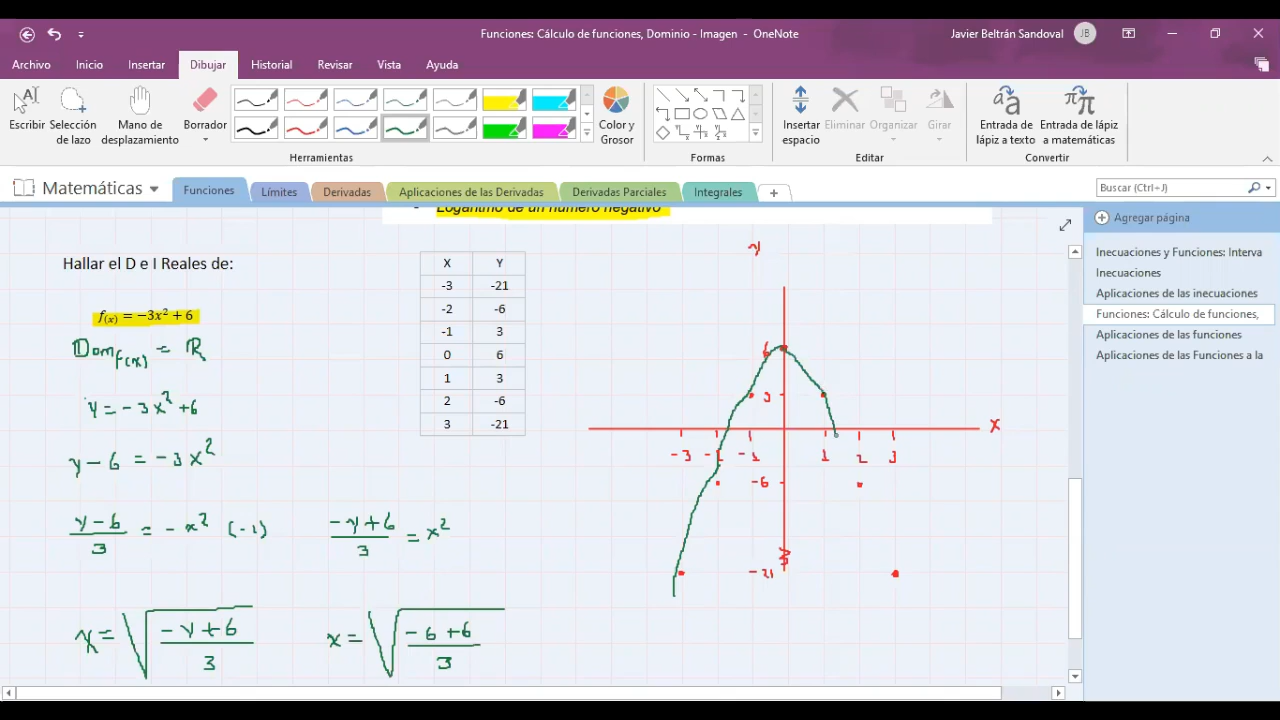 Funciones: Cálculo de funciones, Dominio - Imagen - OneNote
Javier Beltrán Sandoval
JB
Archivo Inicio Insertar Dibujar Historial Revisar Vista Ayuda
Escribir
Selección de lazo
Mano de desplazamiento
Borrador
Color y Grosor
Insertar espacio
Eliminar
Organizar
Girar
Entrada de lápiz a texto
Entrada de lápiz a matemáticas
Herramientas
Formas
Editar
Convertir
Matemáticas
Funciones Límites Derivadas Aplicaciones de las Derivadas Derivadas Parciales Integrales
Buscar (Ctrl+J)
Agregar página
Inecuaciones y Funciones: Interva
Inecuaciones
Aplicaciones de las inecuaciones
Funciones: Cálculo de funciones,
Aplicaciones de las funciones
Aplicaciones de las Funciones a la
Logaritmo de un número negativo
Hallar el D e I Reales de:
f(x) = −3x² + 6
Dom f(x) = R
y = -3x² + 6
y - 6 = -3x²
(y - 6)/3 = -x² (-1)
(-y + 6)/3 = x²
x = √((-y + 6)/3)
x = √((-6 + 6)/3)
X Y
-3 -21
-2 -6
-1 3
0 6
1 3
2 -6
3 -21
y
6
3
x
-3 -2 -1 1 2 3
-6
-21